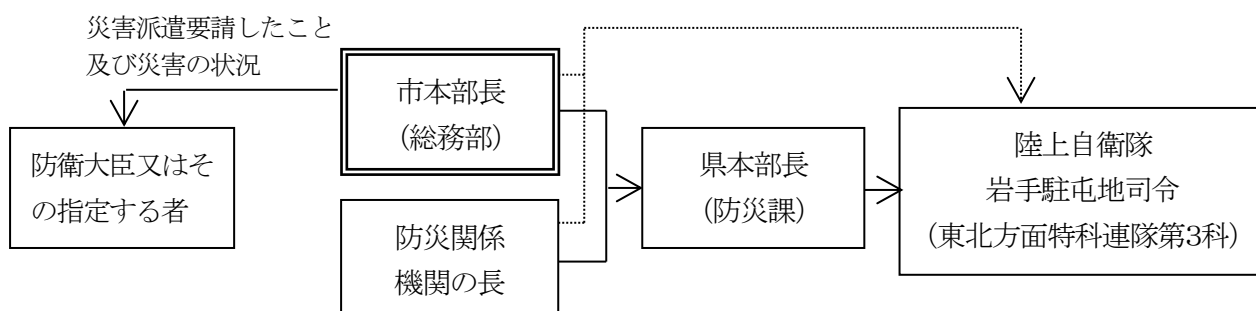 災害派遣要請したこと
及び災害の状況
市本部長
(総務部)
防衛大臣又はそ
の指定する者
防災関係
機関の長
県本部長
(防災課)
陸上自衛隊
岩手駐屯地司令
(東北方面特科連隊第3科)